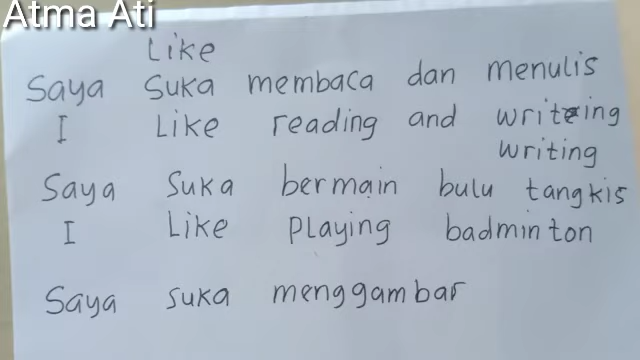 Atma Ati
Like
Saya suka membaca dan menulis
I Like reading and writeing
writing
Saya suka bermain bulu tangkis
I Like Playing badminton
Saya suka menggambar